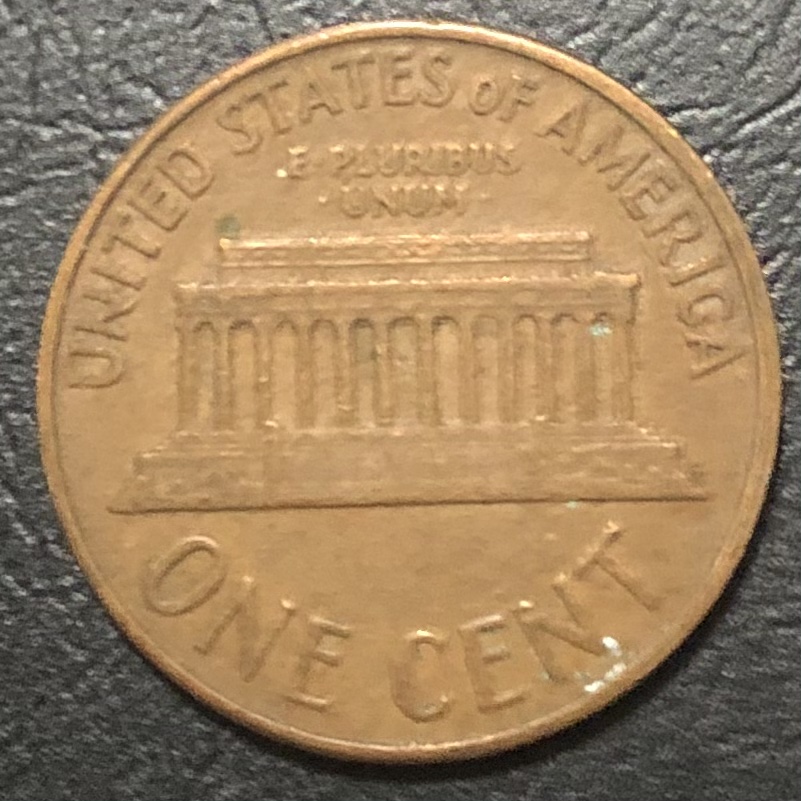 UNITED STATES OF AMERICA
E·PLURIBUS
·UNUM·
ONE CENT